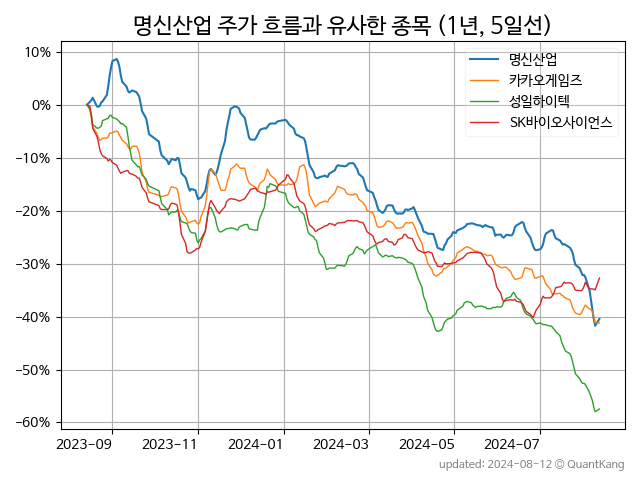 명신산업 주가 흐름과 유사한 종목 (1년, 5일선)
명신산업
카카오게임즈
성일하이텍
SK바이오사이언스
10%
0%
−10%
−20%
−30%
−40%
−50%
−60%
2023-09 2023-11 2024-01 2024-03 2024-05 2024-07
updated: 2024-08-12 © QuantKang